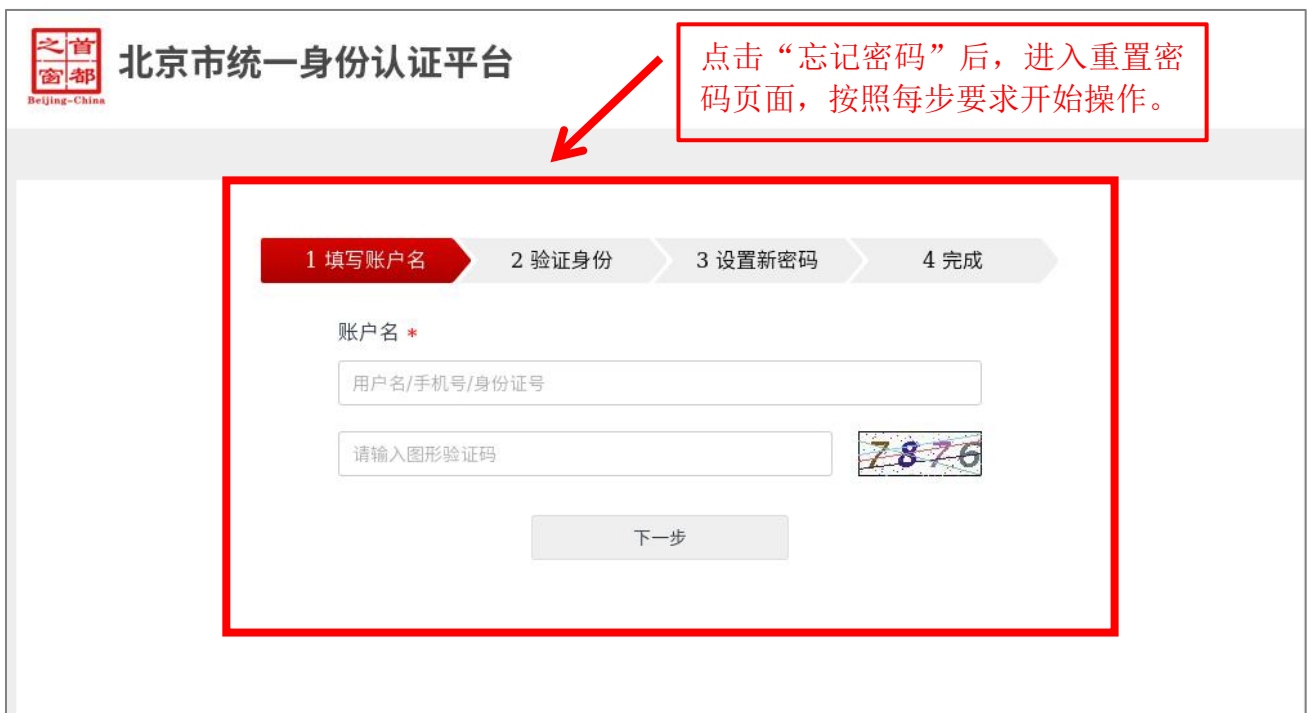 首都之窗
Beijing-China
北京市统一身份认证平台
点击“忘记密码”后，进入重置密
码页面，按照每步要求开始操作。
1 填写账户名 2 验证身份 3 设置新密码 4 完成
账户名 *
用户名/手机号/身份证号
请输入图形验证码 7876
下一步